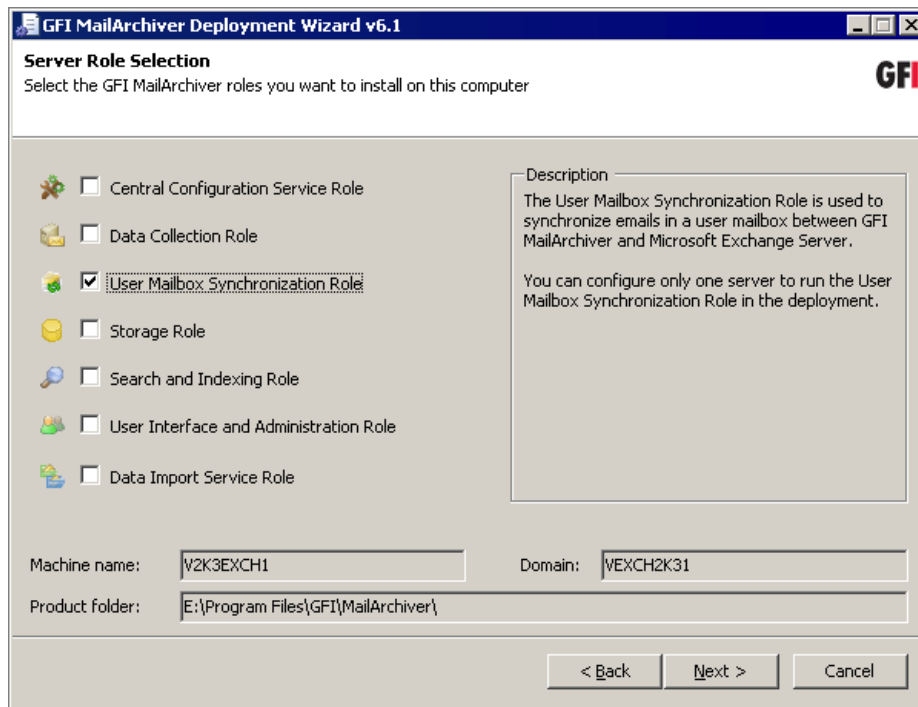 GFI MailArchiver Deployment Wizard v6.1
Server Role Selection
Select the GFI MailArchiver roles you want to install on this computer
GFI
Central Configuration Service Role
Data Collection Role
User Mailbox Synchronization Role
Storage Role
Search and Indexing Role
User Interface and Administration Role
Data Import Service Role
Description
The User Mailbox Synchronization Role is used to
synchronize emails in a user mailbox between GFI
MailArchiver and Microsoft Exchange Server.
You can configure only one server to run the User
Mailbox Synchronization Role in the deployment.
Machine name: V2K3EXCH1 Domain: VEXCH2K31
Product folder: E:\Program Files\GFI\MailArchiver\
< Back Next > Cancel